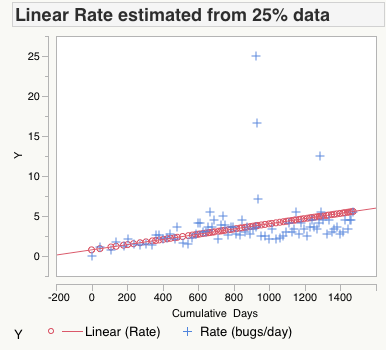 Linear Rate estimated from 25% data
25
20
15
10
5
0
Y
-200 0 200 400 600 800 1000 1200 1400
Cumulative Days
Y Linear (Rate) Rate (bugs/day)